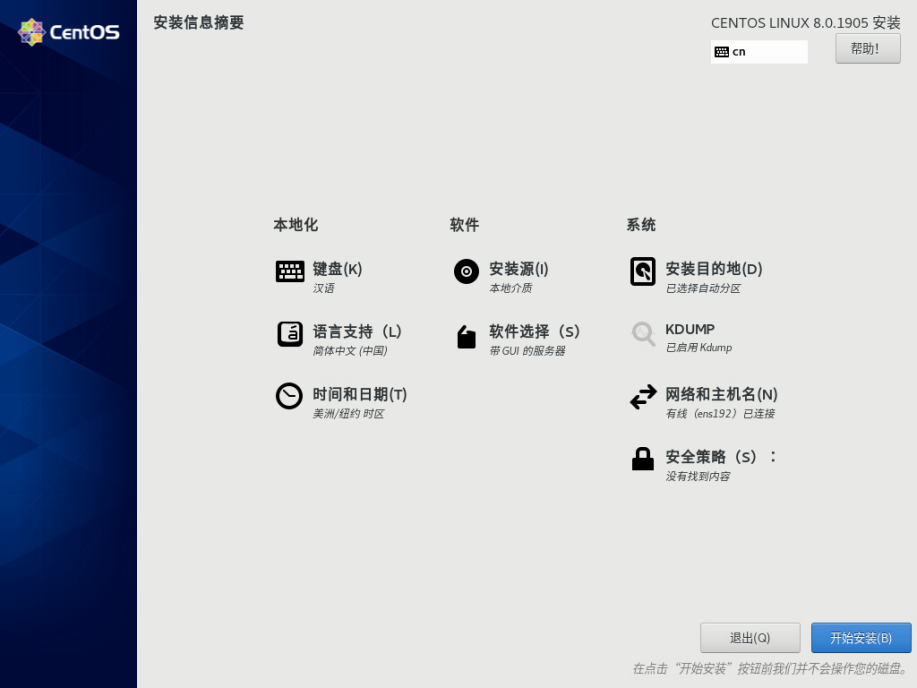 CentOS
安装信息摘要
CENTOS LINUX 8.0.1905 安装
cn
帮助!
本地化
软件
系统
键盘(K)
汉语
安装源(I)
本地介质
安装目的地(D)
已选择自动分区
语言支持（L）
简体中文 (中国)
软件选择（S）
带 GUI 的服务器
KDUMP
已启用 Kdump
时间和日期(T)
美洲/纽约 时区
网络和主机名(N)
有线（ens192）已连接
安全策略（S）：
没有找到内容
退出(Q)
开始安装(B)
在点击“开始安装”按钮前我们并不会操作您的磁盘。